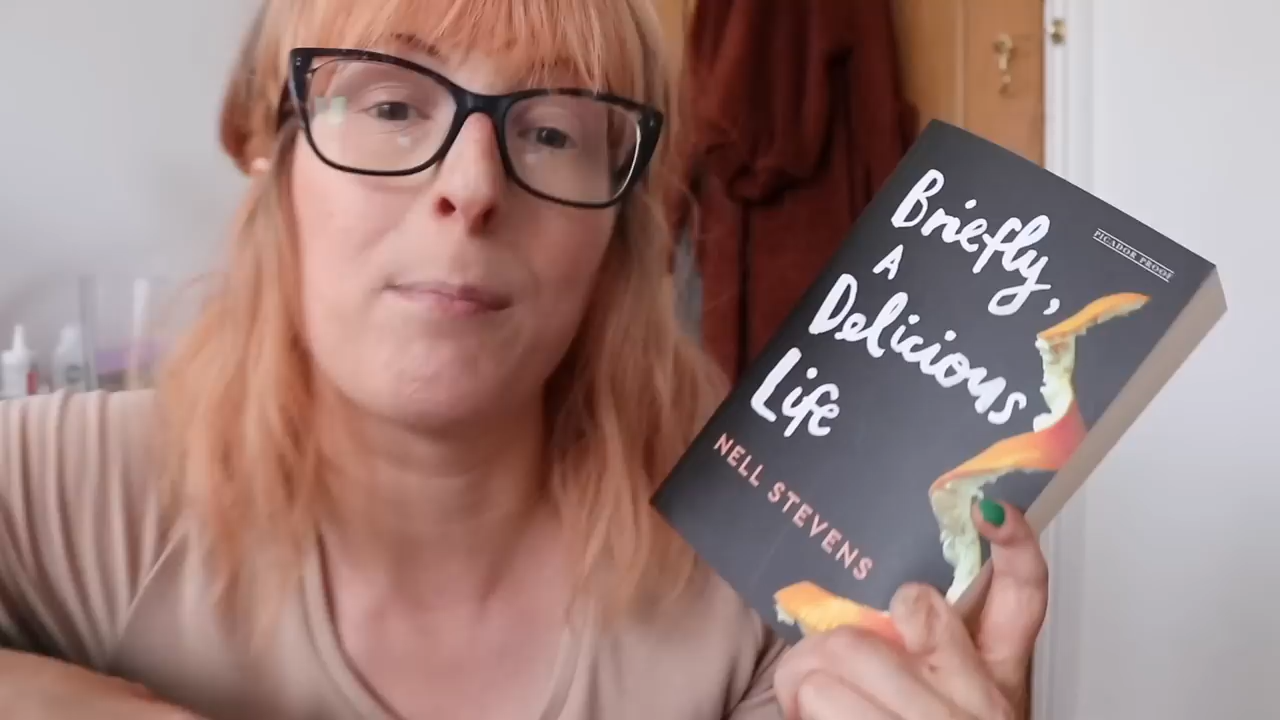 Briefly,
A
Delicious
Life
NELL STEVENS
PICADOR PROOF